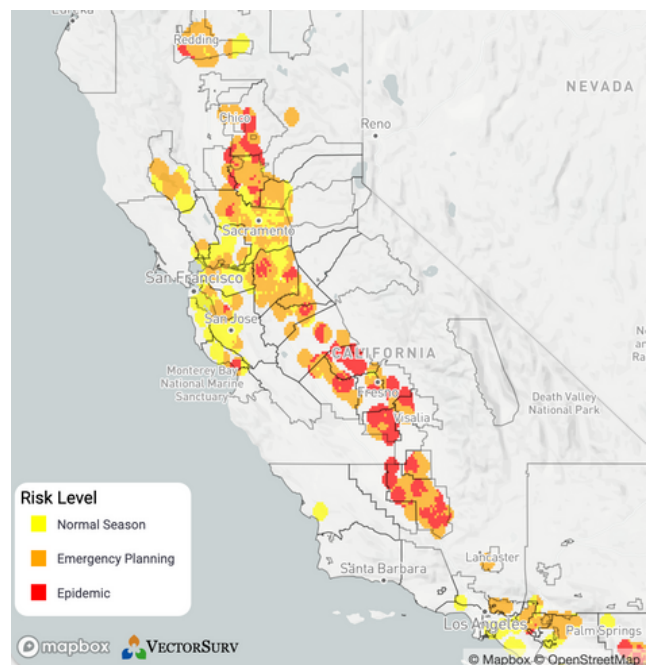 Eureka
Redding
NEVADA
Chico
Reno
Sacramento
San Francisco
San Jose
CALIFORNIA
Monterey Bay
National Marine
Sanctuary
Fresno
Visalia
Death Valley
National Park
Risk Level
Normal Season
Emergency Planning
Epidemic
Lancaster
Santa Barbara
Los Angeles
Palm Springs
mapbox
VECTORSURV
© Mapbox © OpenStreetMap